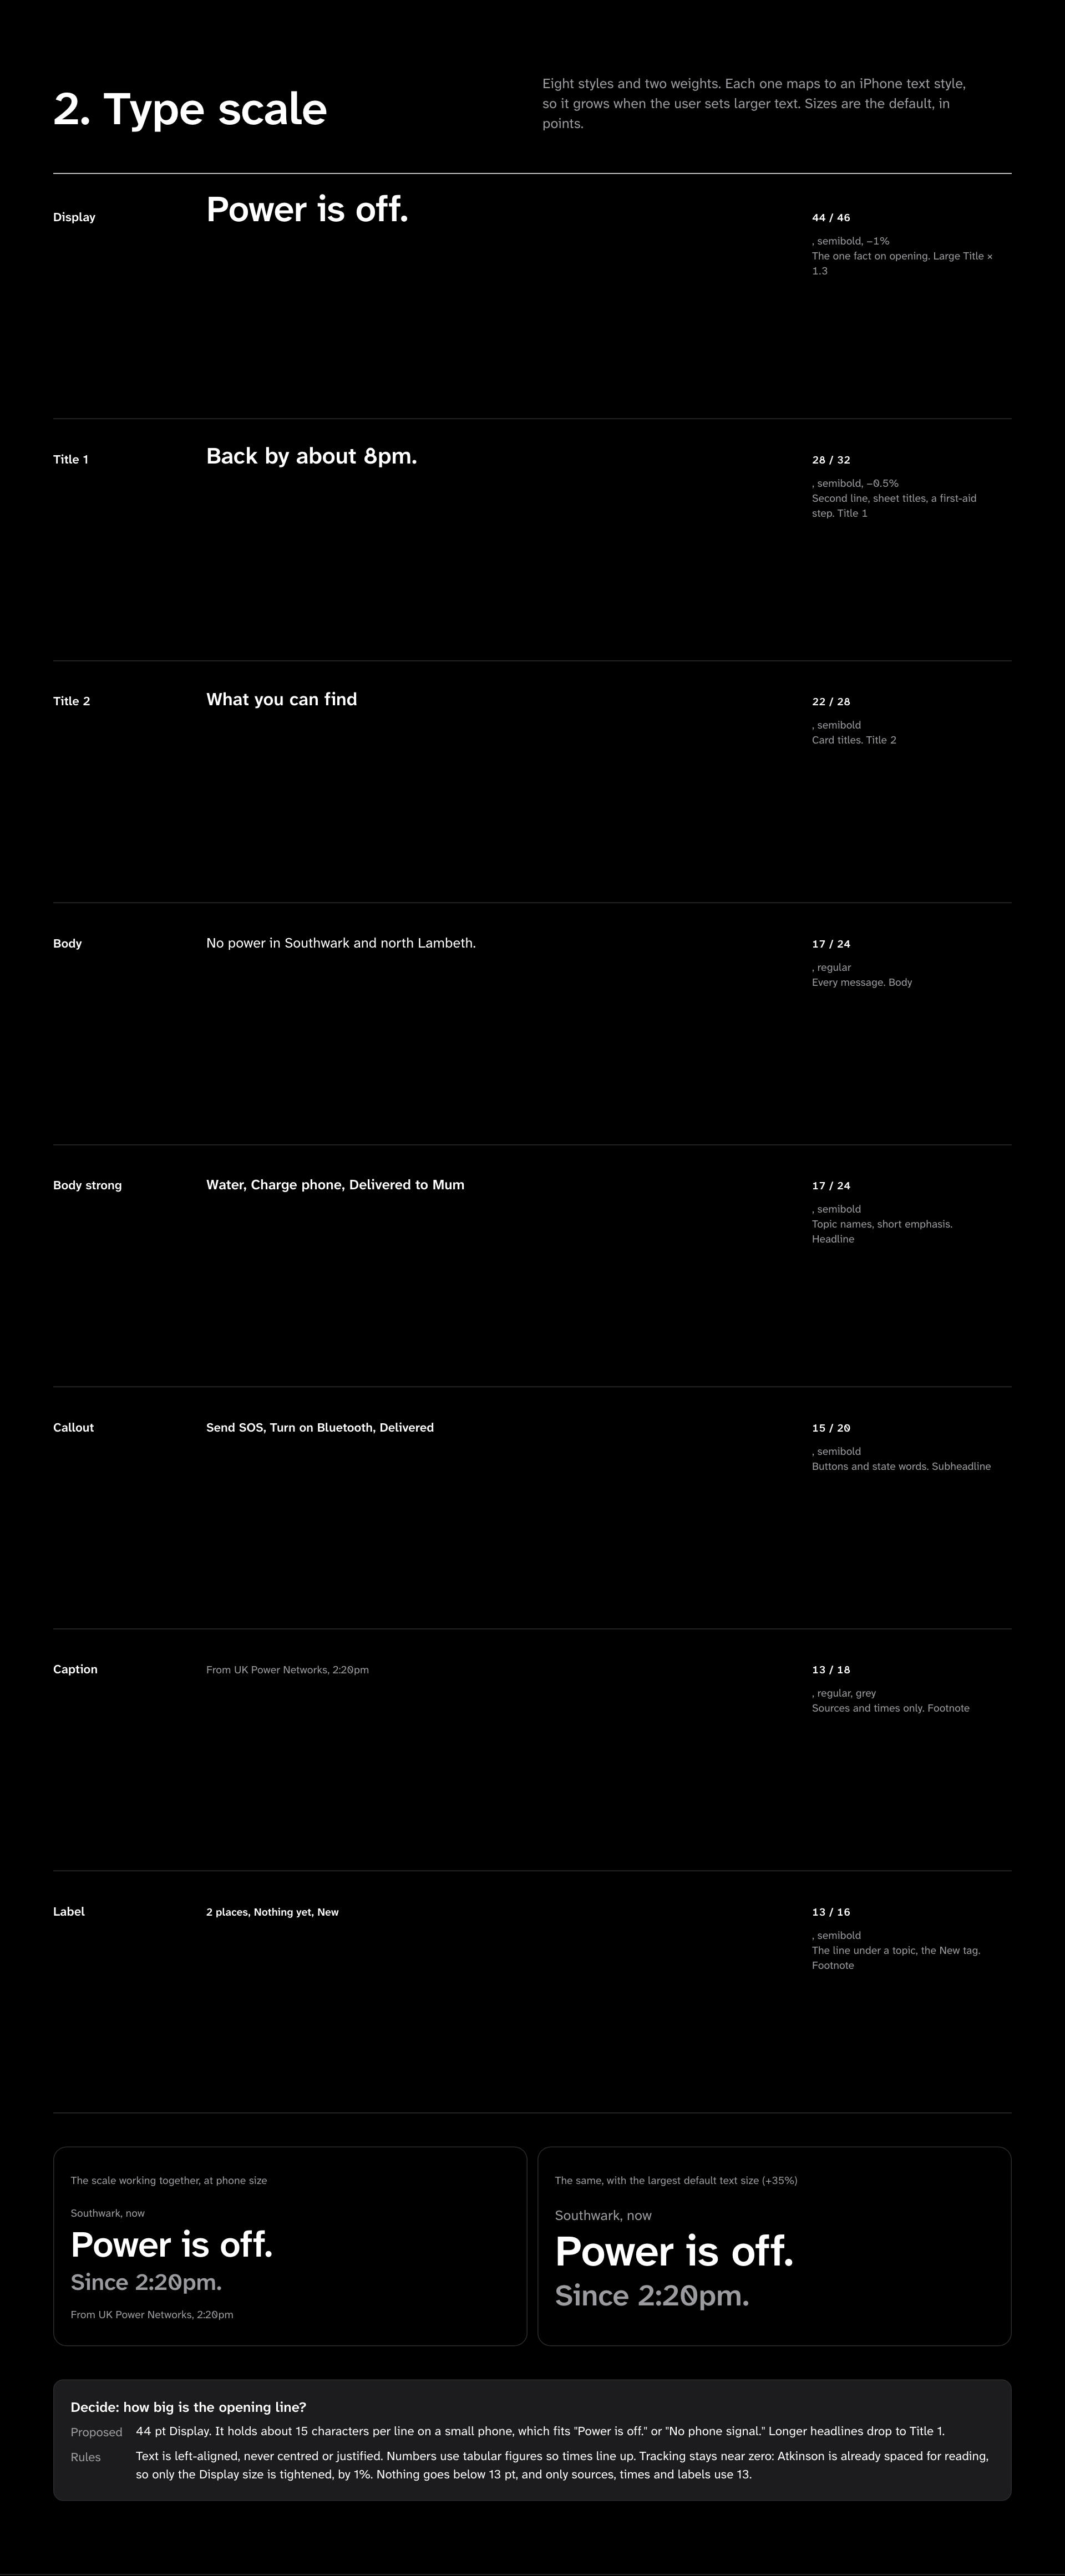 2. Type scale
Eight styles and two weights. Each one maps to an iPhone text style,
so it grows when the user sets larger text. Sizes are the default, in
points.
Display
Power is off.
44 / 46
, semibold, −1%
The one fact on opening. Large Title ×
1.3
Title 1
Back by about 8pm.
28 / 32
, semibold, −0.5%
Second line, sheet titles, a first-aid
step. Title 1
Title 2
What you can find
22 / 28
, semibold
Card titles. Title 2
Body
No power in Southwark and north Lambeth.
17 / 24
, regular
Every message. Body
Body strong
Water, Charge phone, Delivered to Mum
17 / 24
, semibold
Topic names, short emphasis.
Headline
Callout
Send SOS, Turn on Bluetooth, Delivered
15 / 20
, semibold
Buttons and state words. Subheadline
Caption
From UK Power Networks, 2:20pm
13 / 18
, regular, grey
Sources and times only. Footnote
Label
2 places, Nothing yet, New
13 / 16
, semibold
The line under a topic, the New tag.
Footnote
The scale working together, at phone size
Southwark, now
Power is off.
Since 2:20pm.
From UK Power Networks, 2:20pm
The same, with the largest default text size (+35%)
Southwark, now
Power is off.
Since 2:20pm.
Decide: how big is the opening line?
Proposed 44 pt Display. It holds about 15 characters per line on a small phone, which fits "Power is off." or "No phone signal." Longer headlines drop to Title 1.
Rules Text is left-aligned, never centred or justified. Numbers use tabular figures so times line up. Tracking stays near zero: Atkinson is already spaced for reading,
so only the Display size is tightened, by 1%. Nothing goes below 13 pt, and only sources, times and labels use 13.